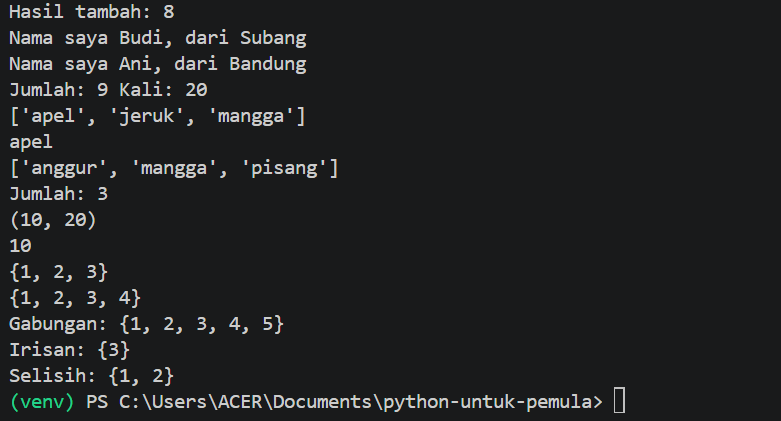 Hasil tambah: 8
Nama saya Budi, dari Subang
Nama saya Ani, dari Bandung
Jumlah: 9 Kali: 20
['apel', 'jeruk', 'mangga']
apel
['anggur', 'mangga', 'pisang']
Jumlah: 3
(10, 20)
10
{1, 2, 3}
{1, 2, 3, 4}
Gabungan: {1, 2, 3, 4, 5}
Irisan: {3}
Selisih: {1, 2}
(venv) PS C:\Users\ACER\Documents\python-untuk-pemula>